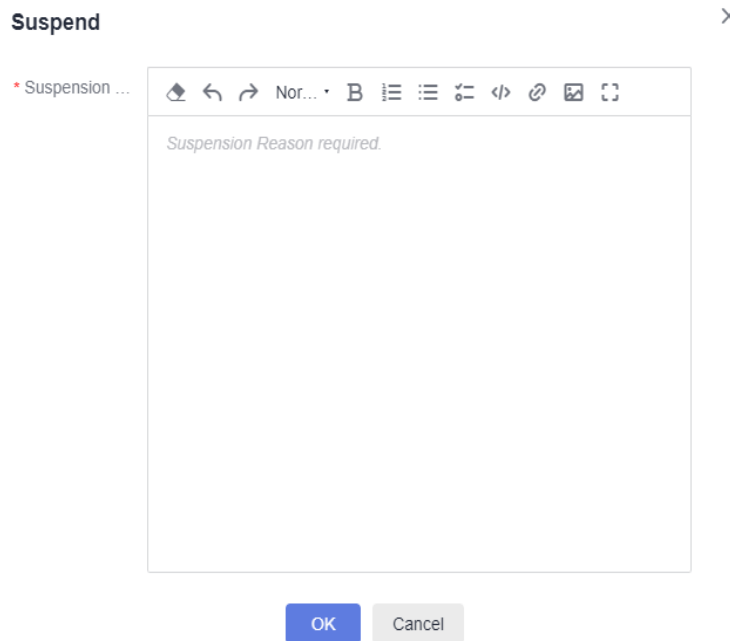 Suspend
* Suspension ...
Nor...
Suspension Reason required.
OK
Cancel